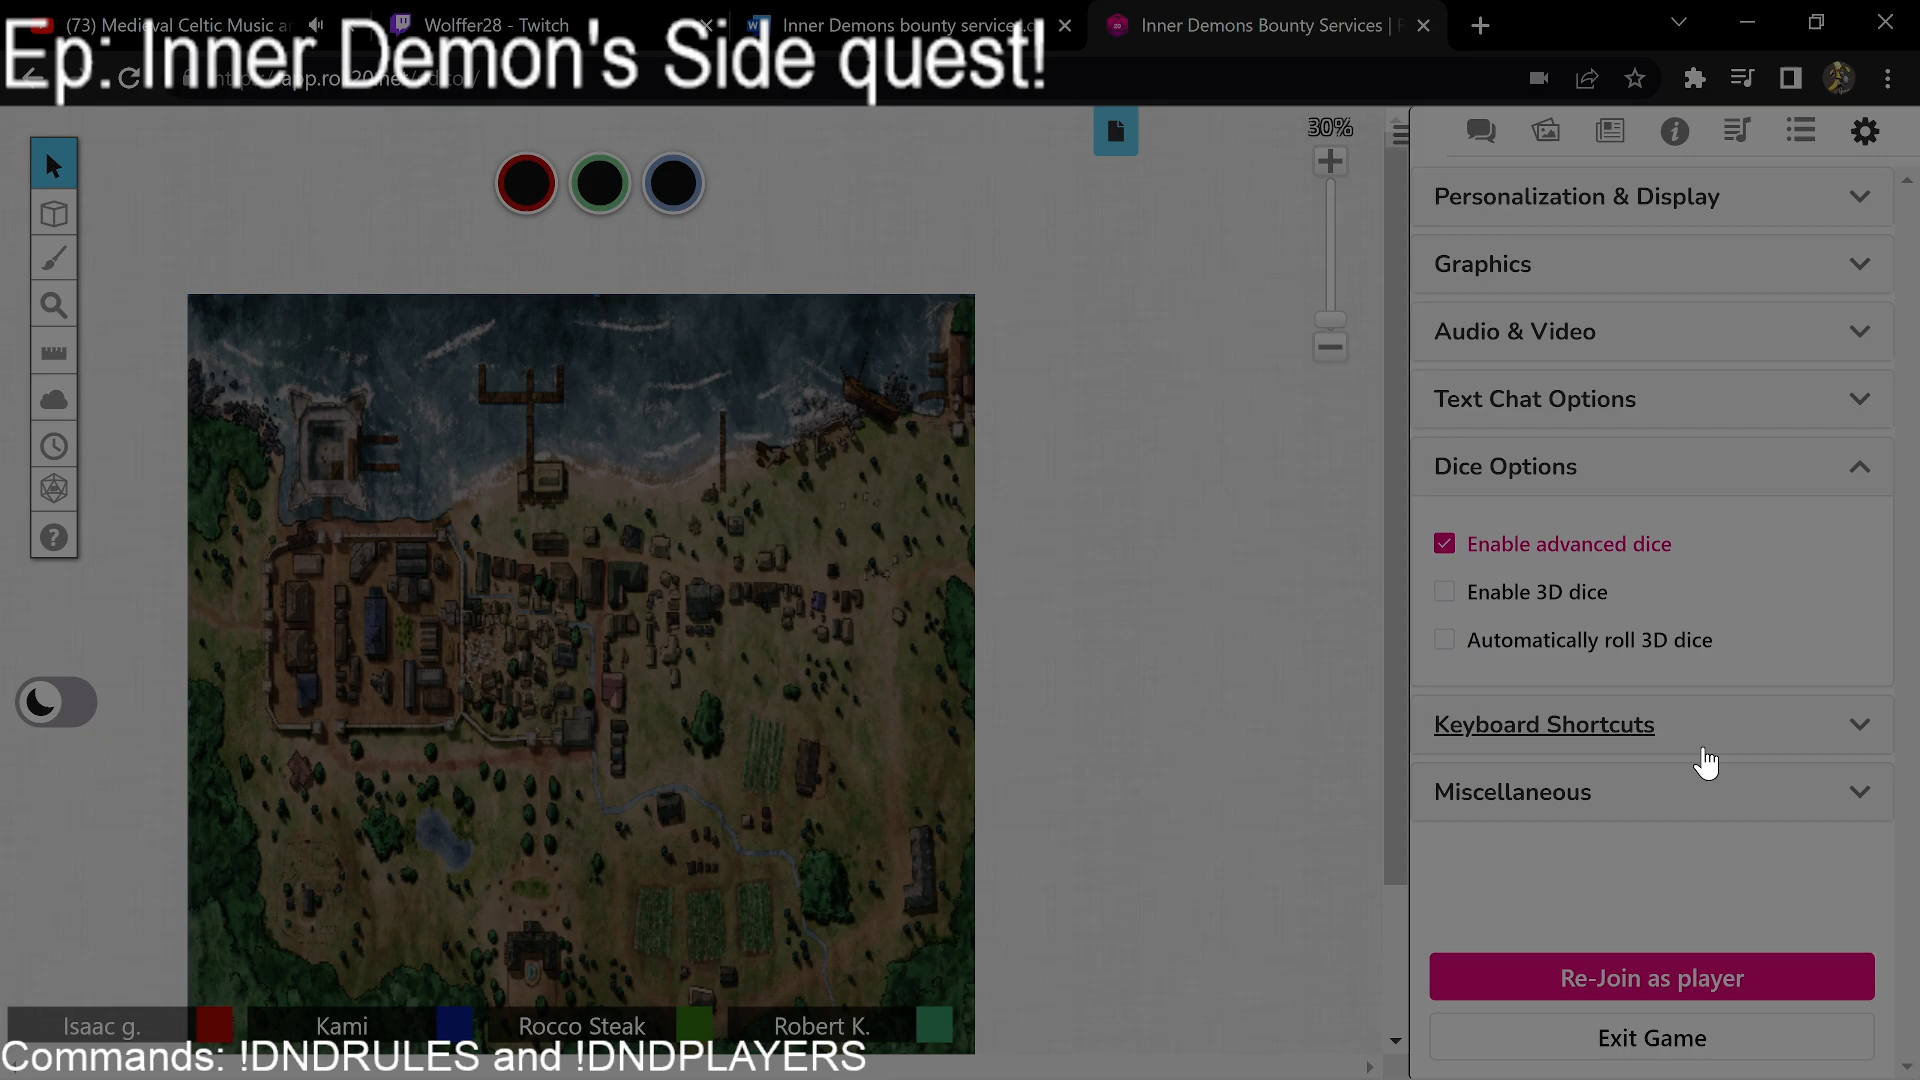 (73) Medieval Celtic Music
Wolffer28 - Twitch
Inner Demons bounty services.
Inner Demons Bounty Services |
Ep: Inner Demon's Side quest!
30%
Personalization & Display
Graphics
Audio & Video
Text Chat Options
Dice Options
Enable advanced dice
Enable 3D dice
Automatically roll 3D dice
Keyboard Shortcuts
Miscellaneous
Re-Join as player
Exit Game
Isaac g.
Kami
Rocco Steak
Robert K.
Commands: !DNDRULES and !DNDPLAYERS